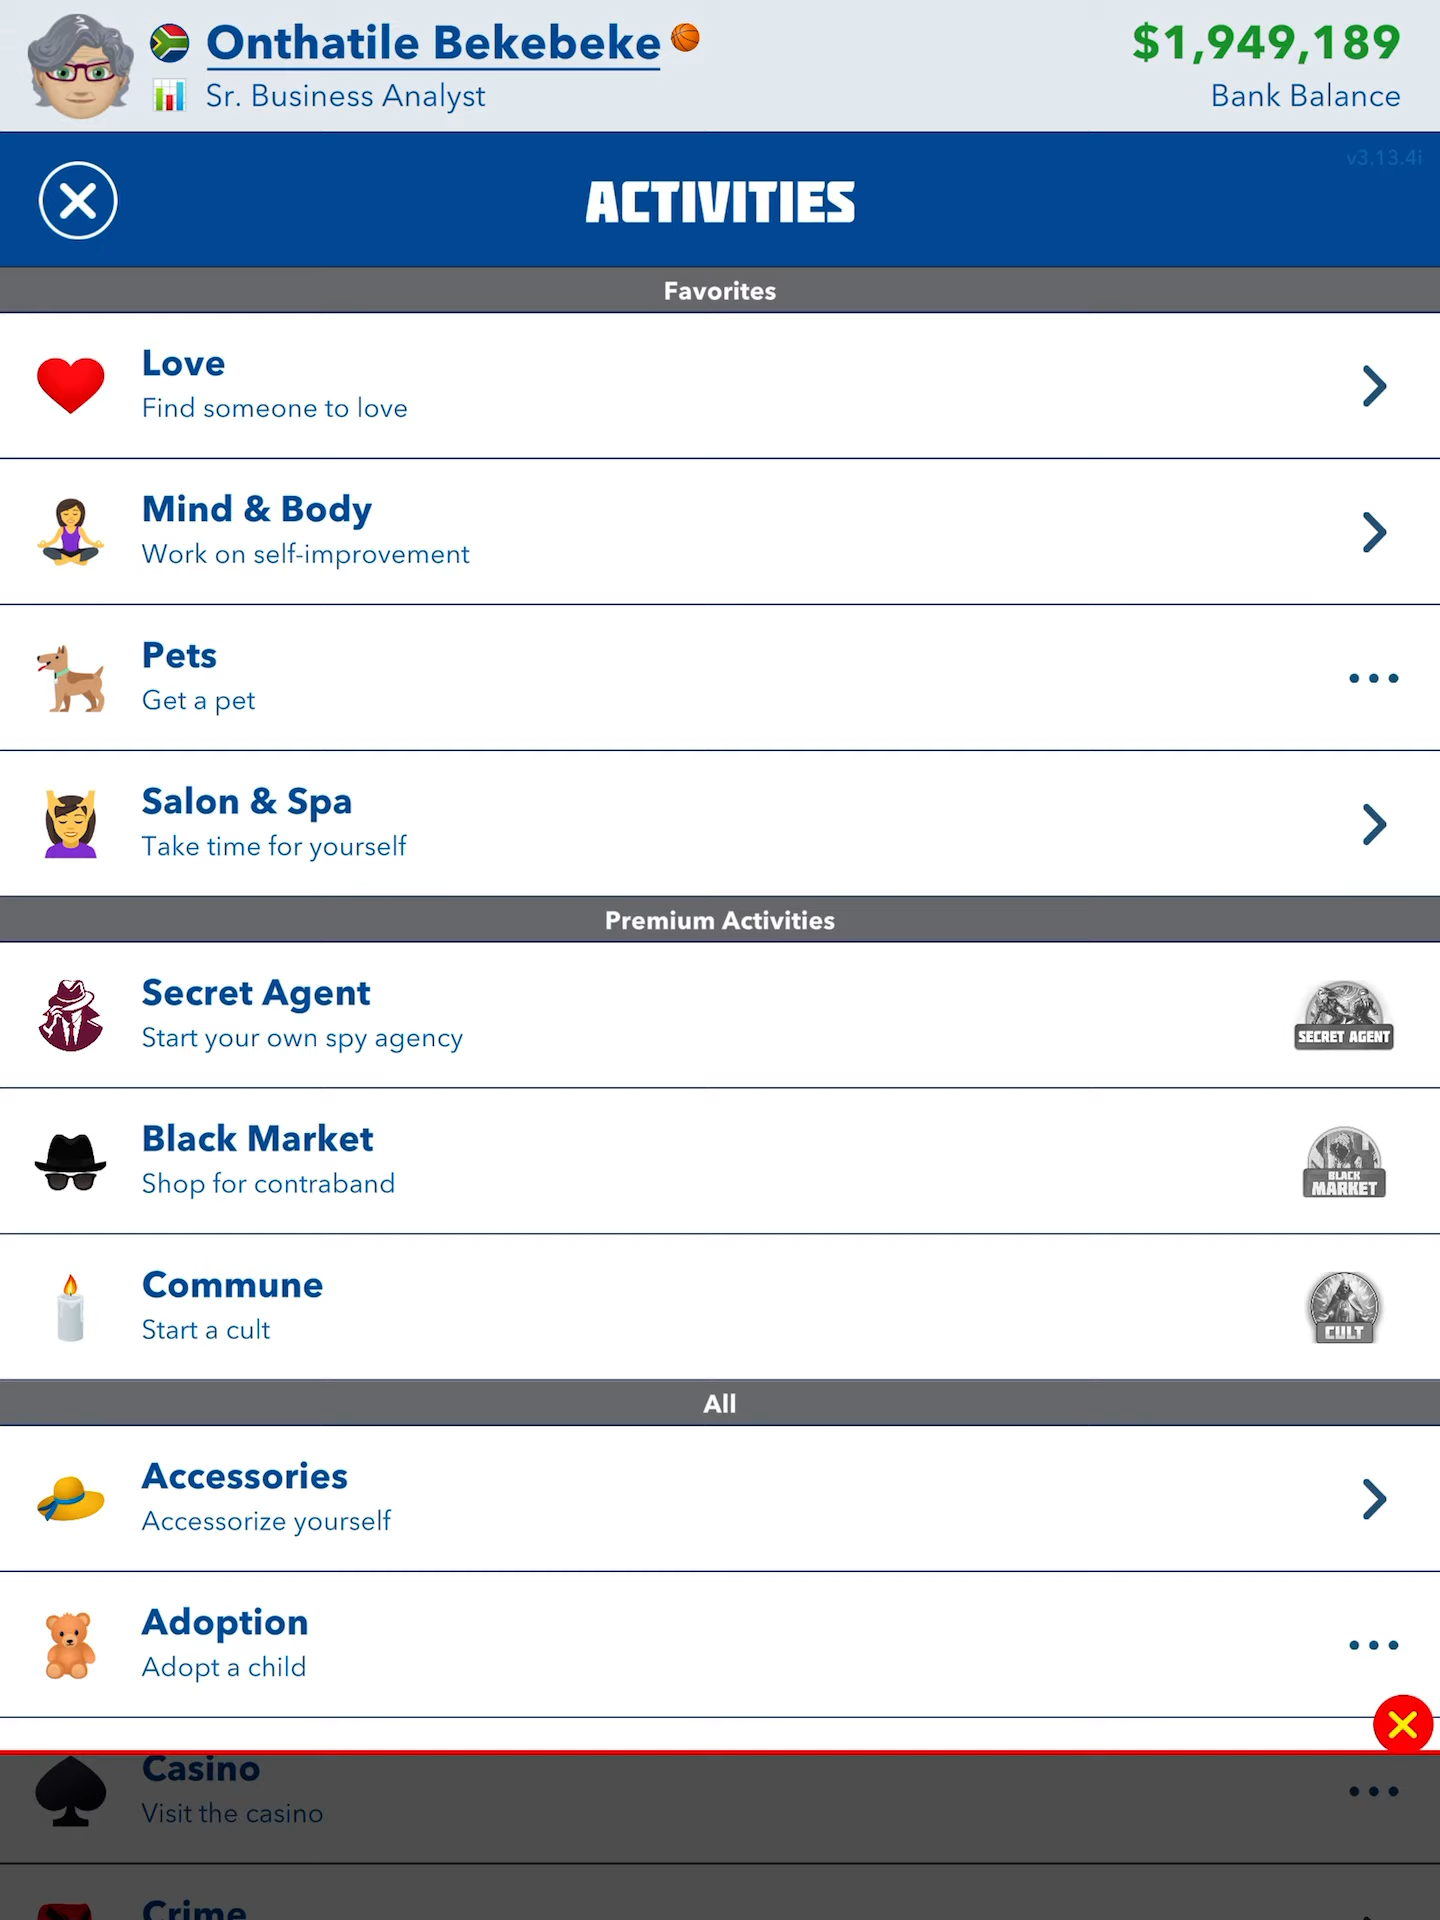 Onthatile Bekebeke
$1,949,189
Sr. Business Analyst
Bank Balance
v3.13.4i
ACTIVITIES
Favorites
Love
Find someone to love
Mind & Body
Work on self-improvement
Pets
Get a pet
Salon & Spa
Take time for yourself
Premium Activities
Secret Agent
Start your own spy agency
SECRET AGENT
Black Market
Shop for contraband
BLACK
MARKET
Commune
Start a cult
CULT
All
Accessories
Accessorize yourself
Adoption
Adopt a child
Casino
Visit the casino
Crime